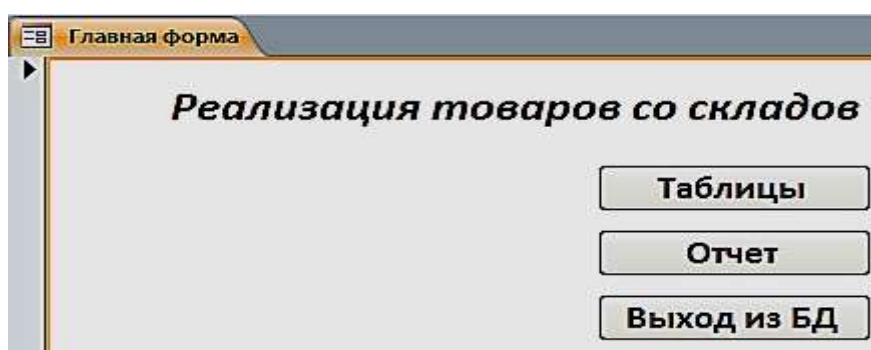 Главная форма
Реализация товаров со складов
Таблицы
Отчет
Выход из БД